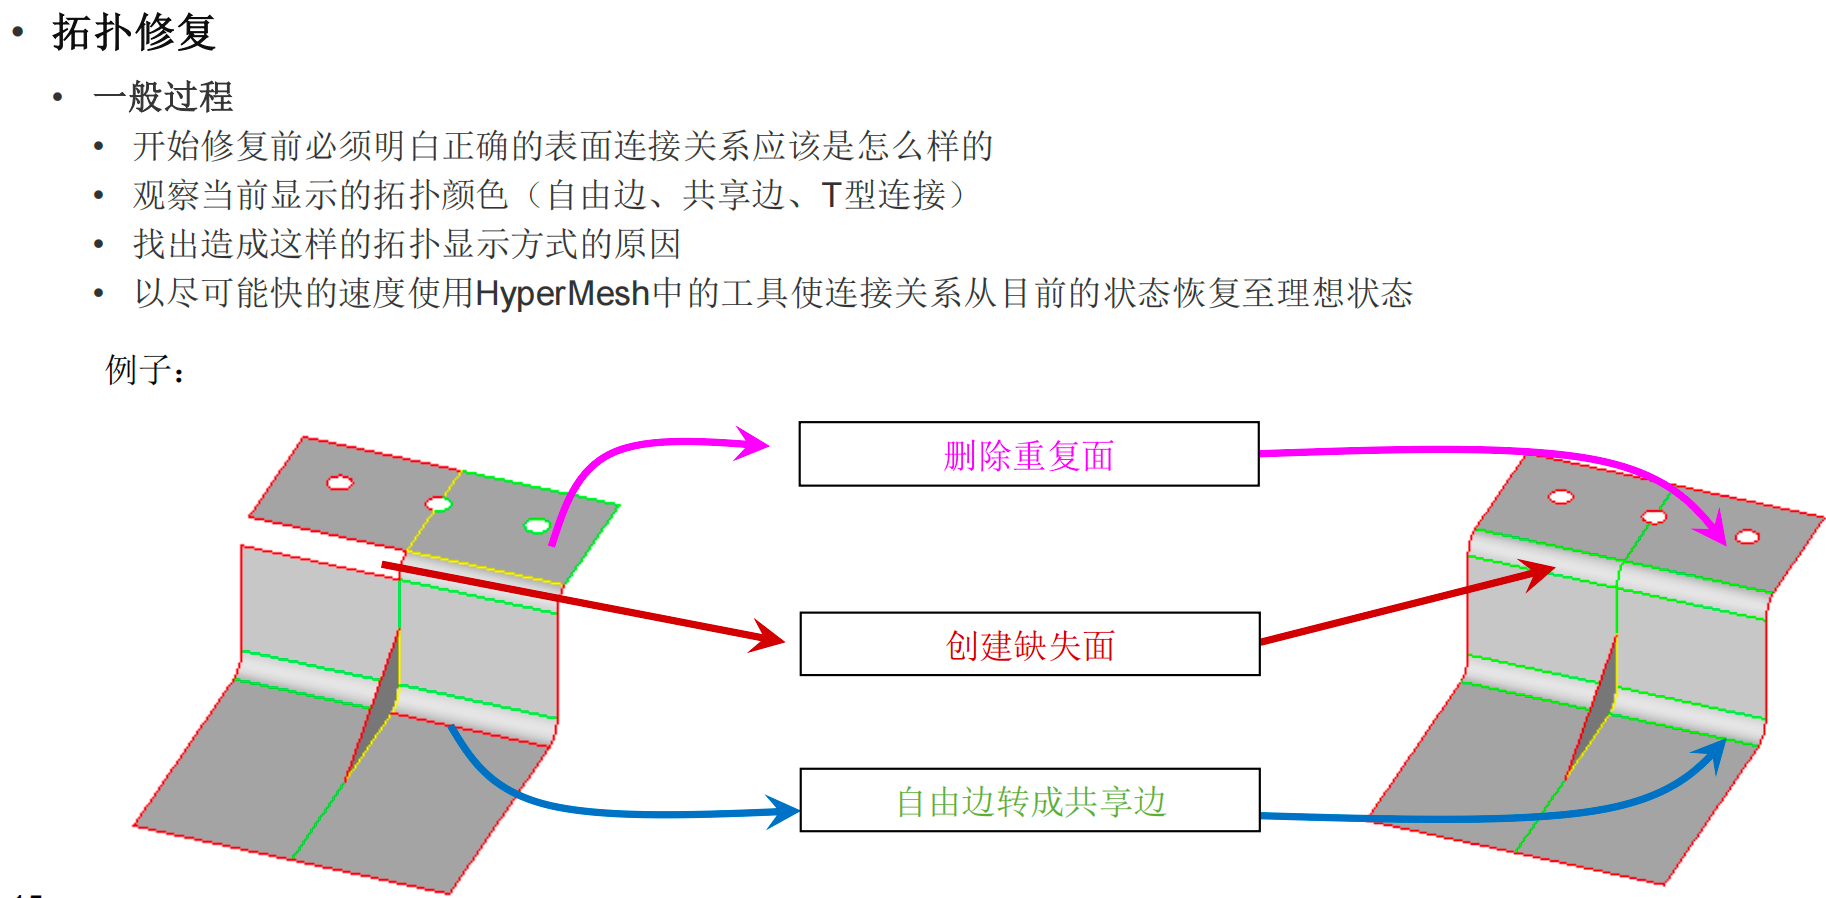 • 拓扑修复
• 一般过程
• 开始修复前必须明白正确的表面连接关系应该是怎么样的
• 观察当前显示的拓扑颜色（自由边、共享边、T型连接）
• 找出造成这样的拓扑显示方式的原因
• 以尽可能快的速度使用HyperMesh中的工具使连接关系从目前的状态恢复至理想状态
例子：
删除重复面
创建缺失面
自由边转成共享边